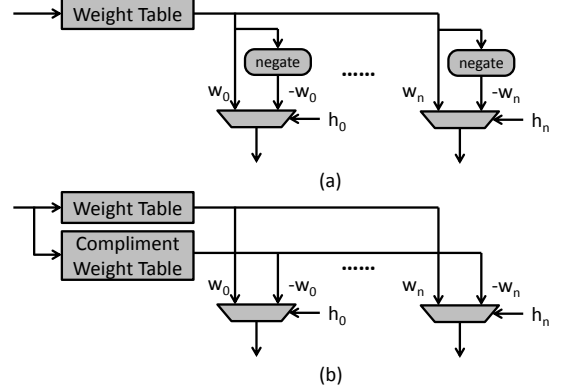 Weight Table
negate
negate
......
w0
-w0
wn
-wn
h0
hn
(a)
Weight Table
Compliment
Weight Table
......
w0
-w0
wn
-wn
h0
hn
(b)